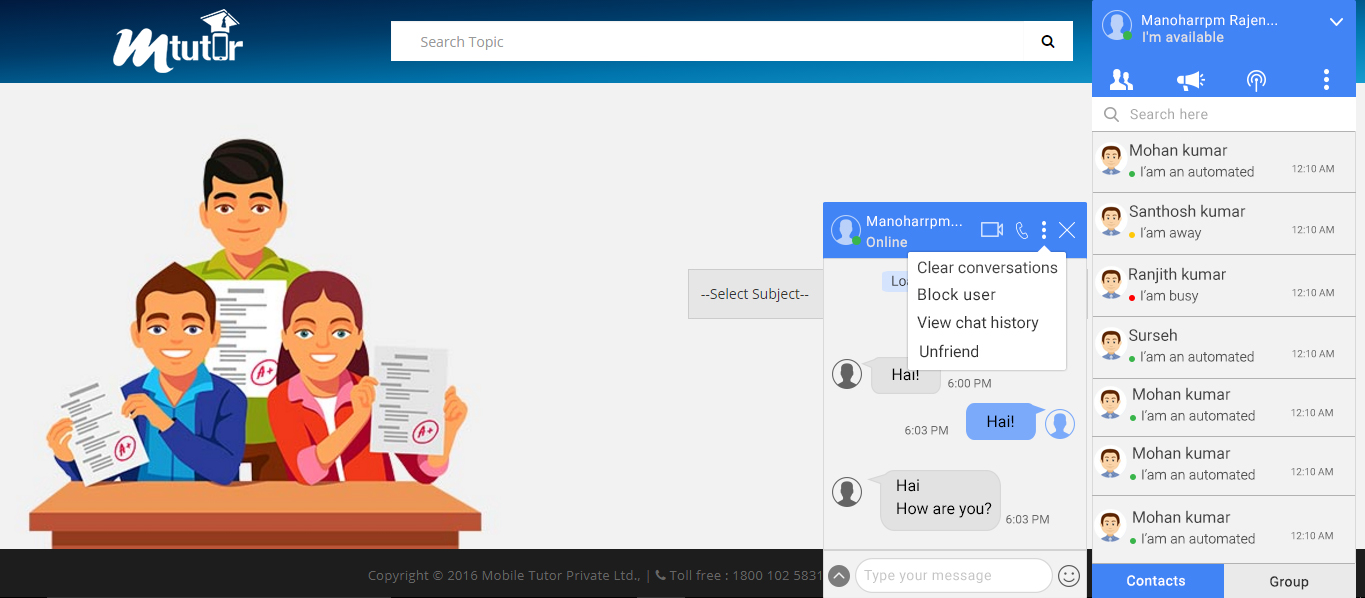 Mtutor
Search Topic
Manoharrpm Rajen...
I'm available
Search here
Mohan kumar
I'am an automated
12:10 AM
Santhosh kumar
I'am away
12:10 AM
Ranjith kumar
I'am busy
12:10 AM
Surseh
I'am an automated
12:10 AM
Mohan kumar
I'am an automated
12:10 AM
Mohan kumar
I'am an automated
12:10 AM
Mohan kumar
I'am an automated
12:10 AM
Contacts
Group
--Select Subject--
Manoharrpm...
Online
Clear conversations
Block user
View chat history
Unfriend
Hai!
6:00 PM
Hai!
6:03 PM
Hai
How are you?
6:03 PM
Type your message
A+
A+
A+
Copyright © 2016 Mobile Tutor Private Ltd., | Toll free : 1800 102 5831